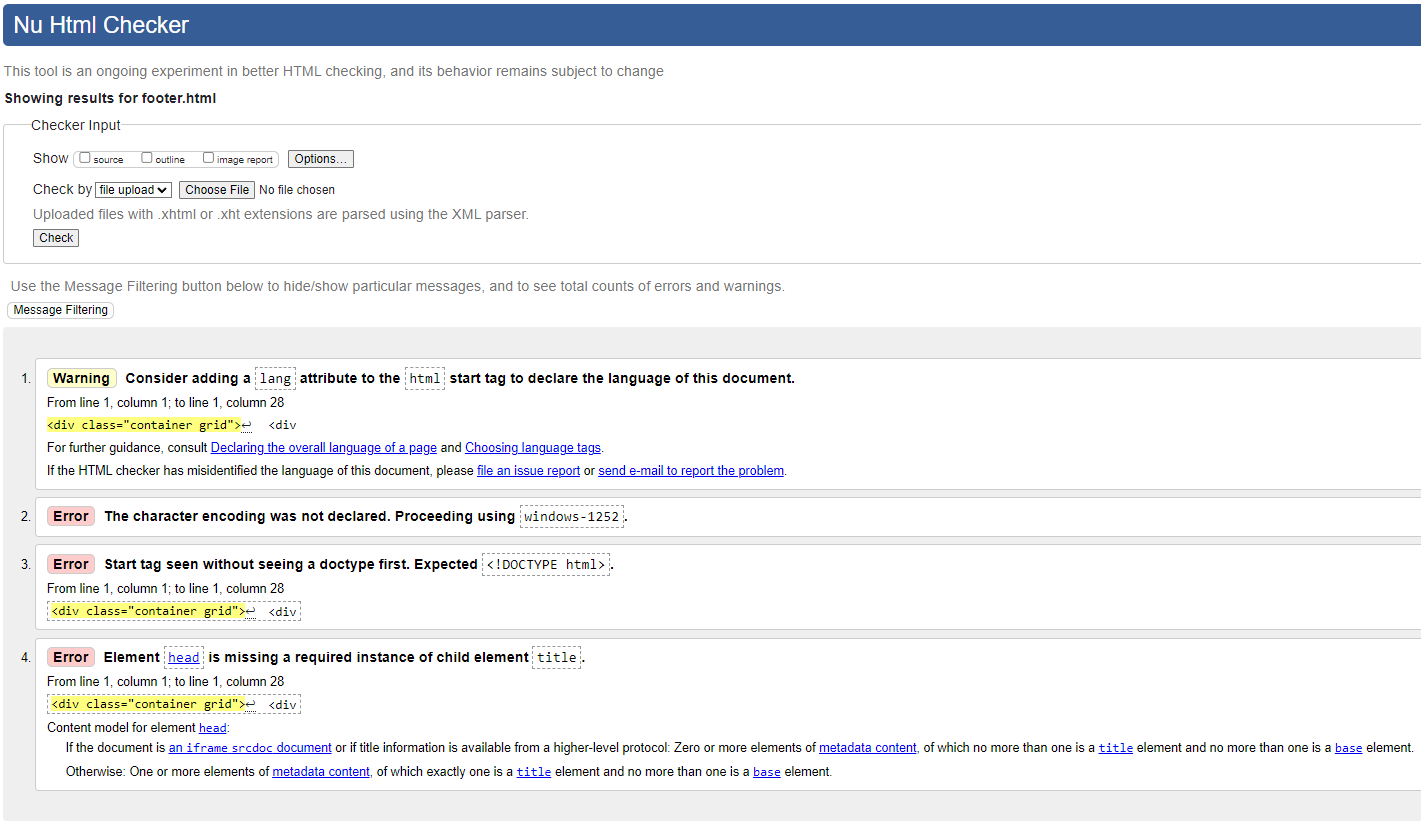 Nu Html Checker
This tool is an ongoing experiment in better HTML checking, and its behavior remains subject to change
Showing results for footer.html
Checker Input
Show source outline image report Options...
Check by file upload Choose File No file chosen
Uploaded files with .xhtml or .xht extensions are parsed using the XML parser.
Check
Use the Message Filtering button below to hide/show particular messages, and to see total counts of errors and warnings.
Message Filtering
1. Warning Consider adding a lang attribute to the html start tag to declare the language of this document.
From line 1, column 1; to line 1, column 28
<div class="container grid">↩ <div
For further guidance, consult Declaring the overall language of a page and Choosing language tags.
If the HTML checker has misidentified the language of this document, please file an issue report or send e-mail to report the problem.
2. Error The character encoding was not declared. Proceeding using windows-1252.
3. Error Start tag seen without seeing a doctype first. Expected <!DOCTYPE html>.
From line 1, column 1; to line 1, column 28
<div class="container grid">↩ <div
4. Error Element head is missing a required instance of child element title.
From line 1, column 1; to line 1, column 28
<div class="container grid">↩ <div
Content model for element head:
If the document is an iframe srcdoc document or if title information is available from a higher-level protocol: Zero or more elements of metadata content, of which no more than one is a title element and no more than one is a base element.
Otherwise: One or more elements of metadata content, of which exactly one is a title element and no more than one is a base element.